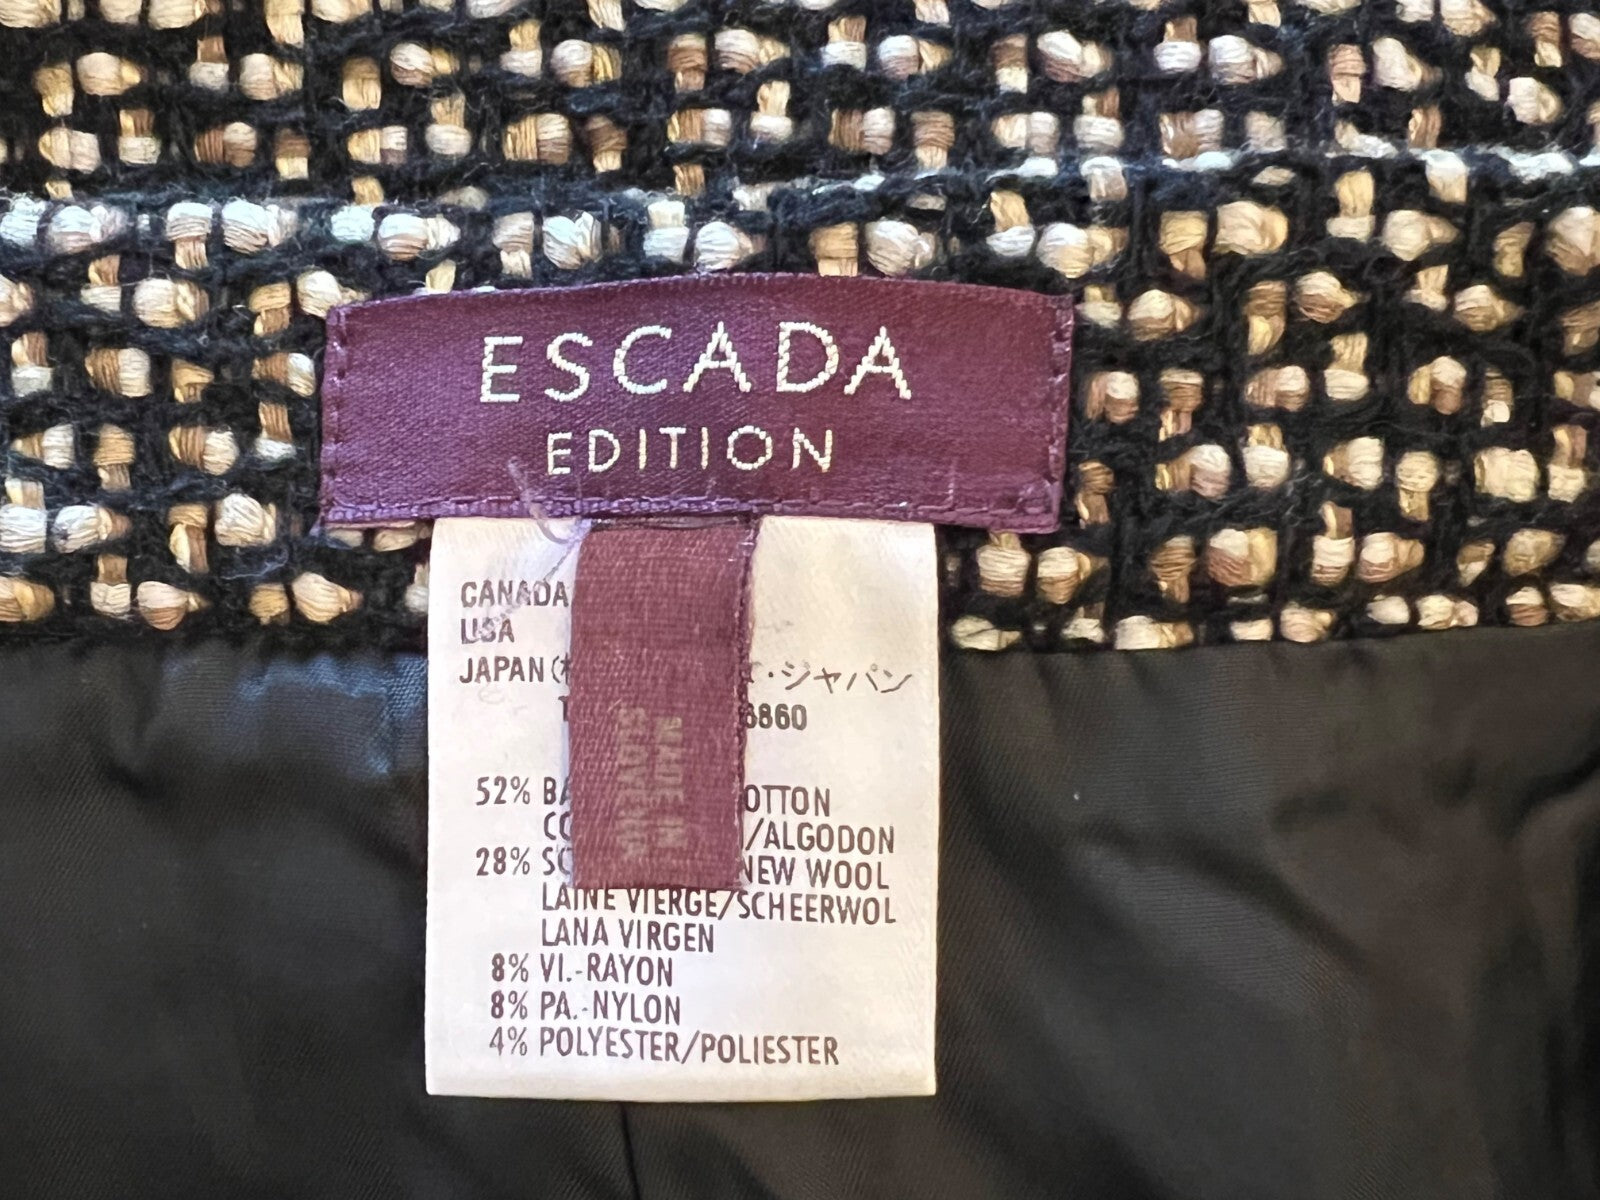 ESCADA
EDITION
CANADA
USA
JAPAN ・ジャパン
6860
52% OTTON
/ALGODON
28% NEW WOOL
LAINE VIERGE/SCHEERWOL
LANA VIRGEN
8% VI.-RAYON
8% PA.-NYLON
4% POLYESTER/POLIESTER
MADE IN
SLOVENIA